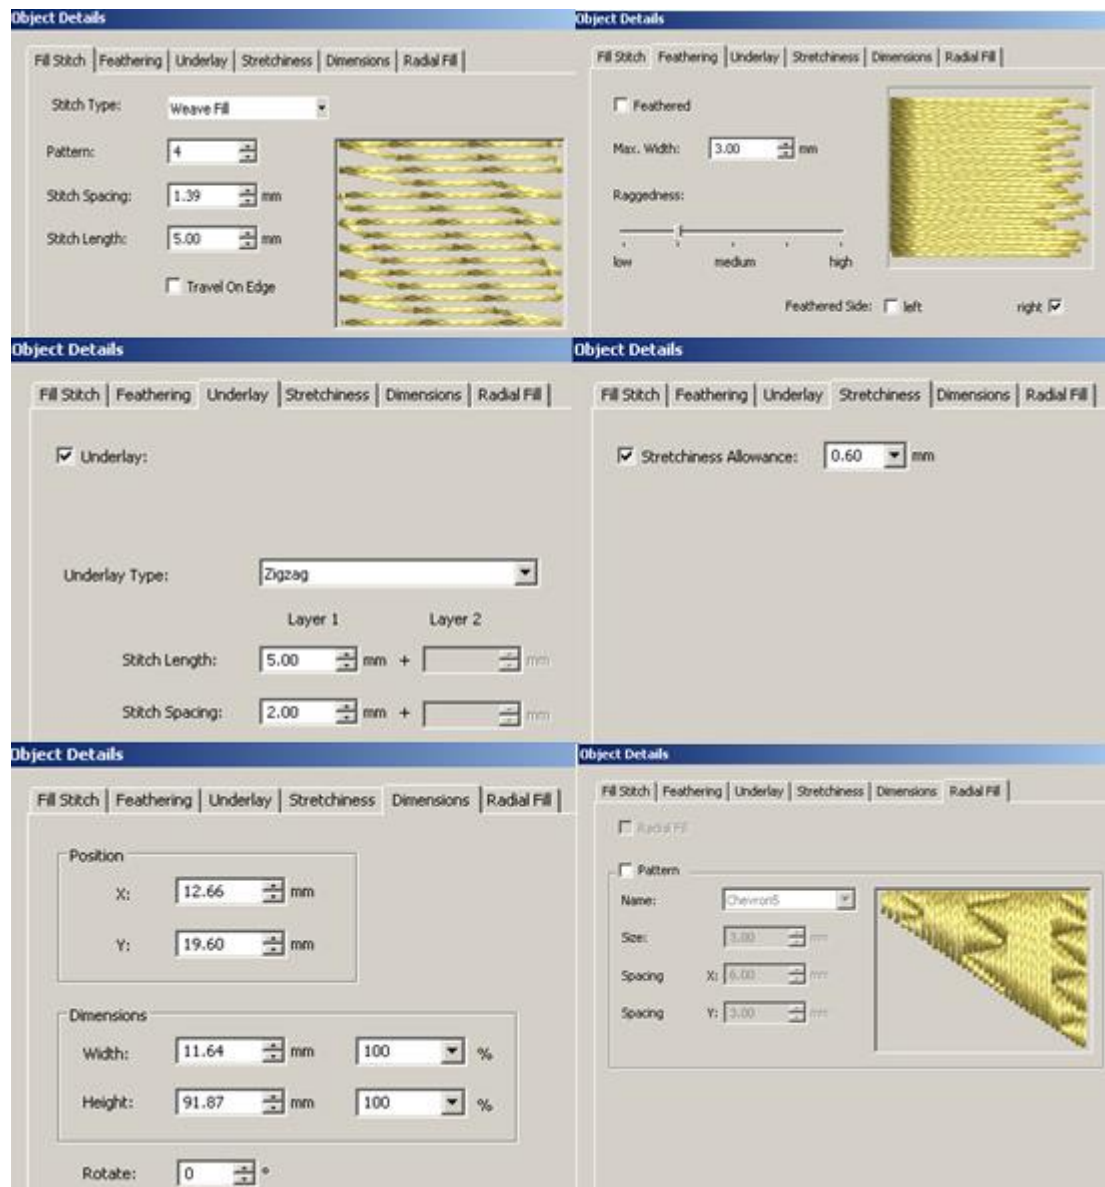 Object Details
Fill Stitch Feathering Underlay Stretchiness Dimensions Radial Fill
Stitch Type: Weave Fill
Pattern: 4
Stitch Spacing: 1.39 mm
Stitch Length: 5.00 mm
Travel On Edge
Object Details
Fill Stitch Feathering Underlay Stretchiness Dimensions Radial Fill
Feathered
Max. Width: 3.00 mm
Raggedness:
low medium high
Feathered Side: left right
Object Details
Fill Stitch Feathering Underlay Stretchiness Dimensions Radial Fill
Underlay:
Underlay Type: Zigzag
Layer 1 Layer 2
Stitch Length: 5.00 mm + mm
Stitch Spacing: 2.00 mm + mm
Object Details
Fill Stitch Feathering Underlay Stretchiness Dimensions Radial Fill
Stretchiness Allowance: 0.60 mm
Object Details
Fill Stitch Feathering Underlay Stretchiness Dimensions Radial Fill
Position
X: 12.66 mm
Y: 19.60 mm
Dimensions
Width: 11.64 mm 100 %
Height: 91.87 mm 100 %
Rotate: 0 °
Object Details
Fill Stitch Feathering Underlay Stretchiness Dimensions Radial Fill
Radial Fill
Pattern
Name: Chevron5
Size: 3.00 mm
Spacing X: 6.00 mm
Spacing Y: 3.00 mm